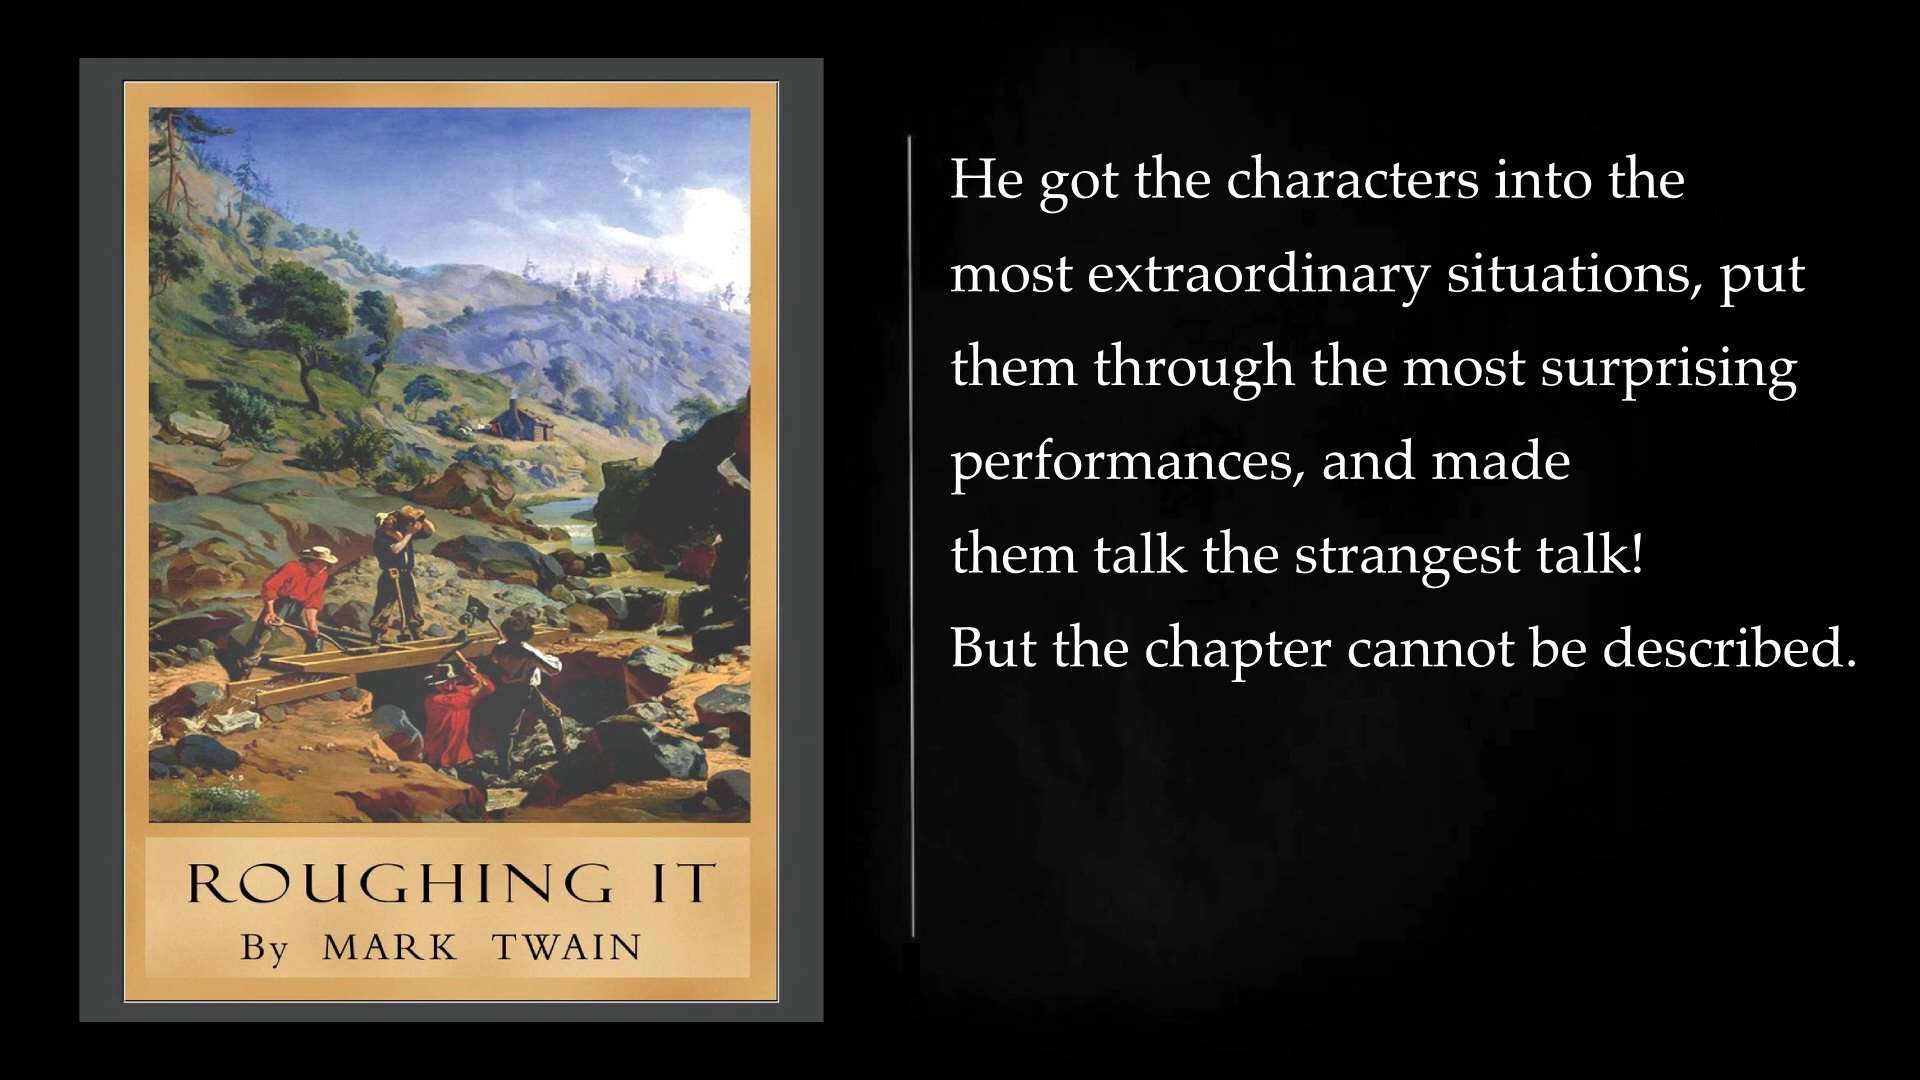 ROUGHING IT
By MARK TWAIN
He got the characters into the
most extraordinary situations, put
them through the most surprising
performances, and made
them talk the strangest talk!
But the chapter cannot be described.